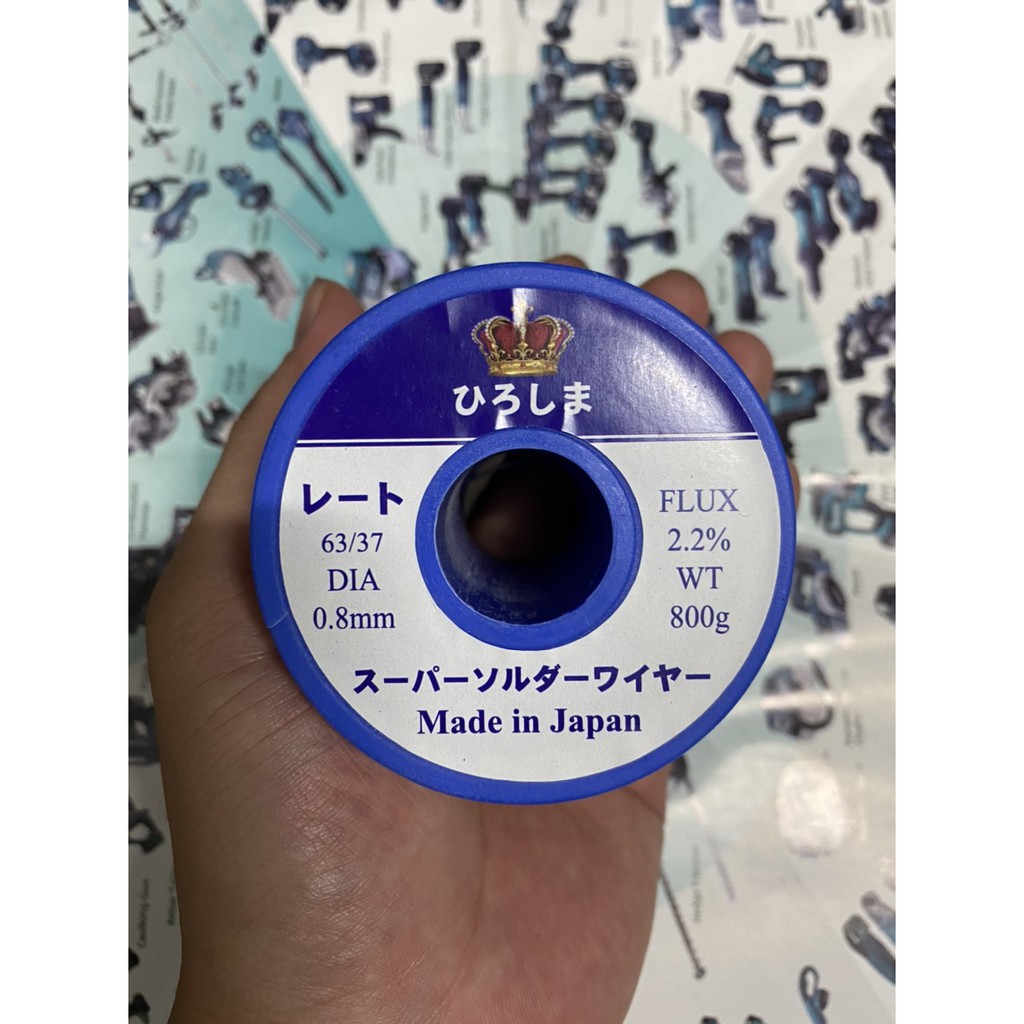 ひろしま
レート
63/37
DIA
0.8mm
FLUX
2.2%
WT
800g
スーパーソルダーワイヤー
Made in Japan